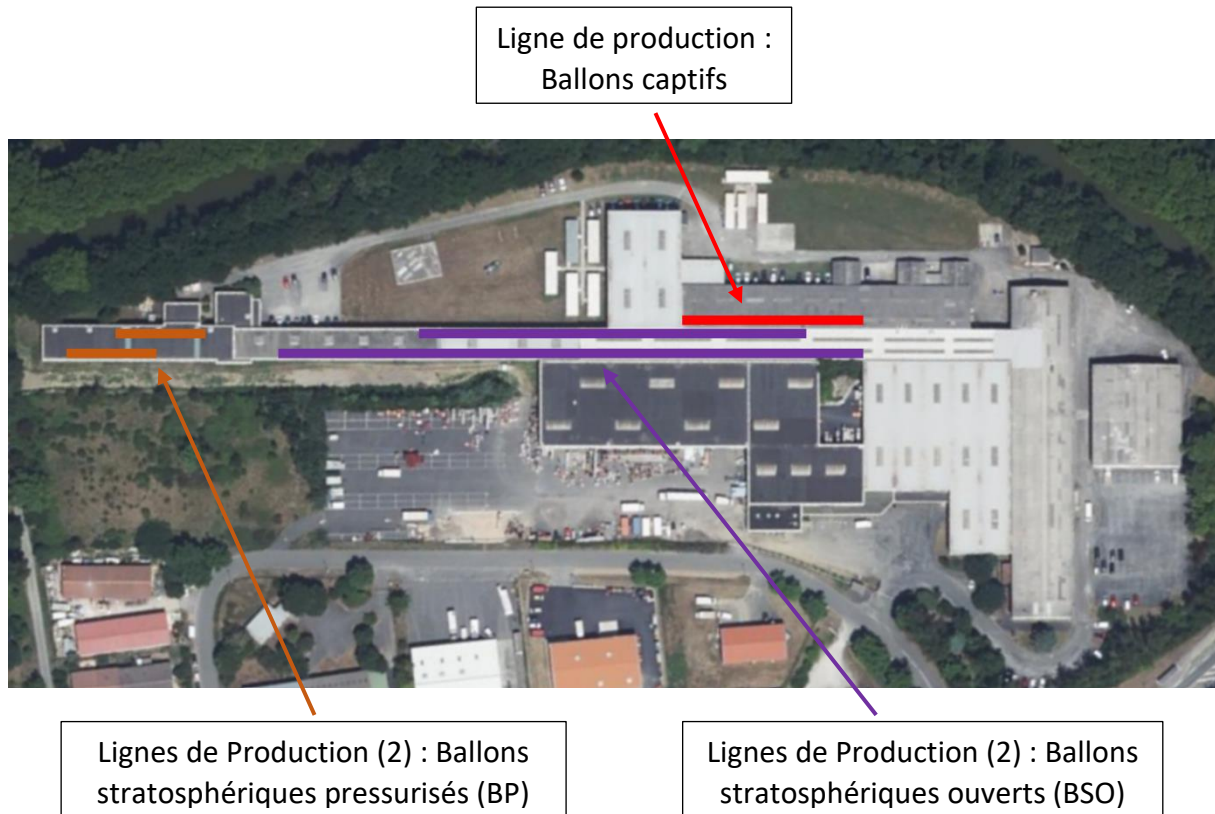 Ligne de production :
Ballons captifs
Lignes de Production (2) : Ballons
stratosphériques pressurisés (BP)
Lignes de Production (2) : Ballons
stratosphériques ouverts (BSO)